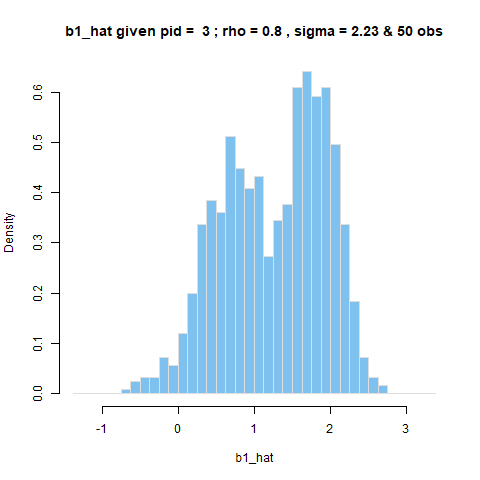 b1_hat given pid =  3 ; rho = 0.8 , sigma = 2.23 & 50 obs
Density
0.6
0.5
0.4
0.3
0.2
0.1
0.0
-1 0 1 2 3
b1_hat